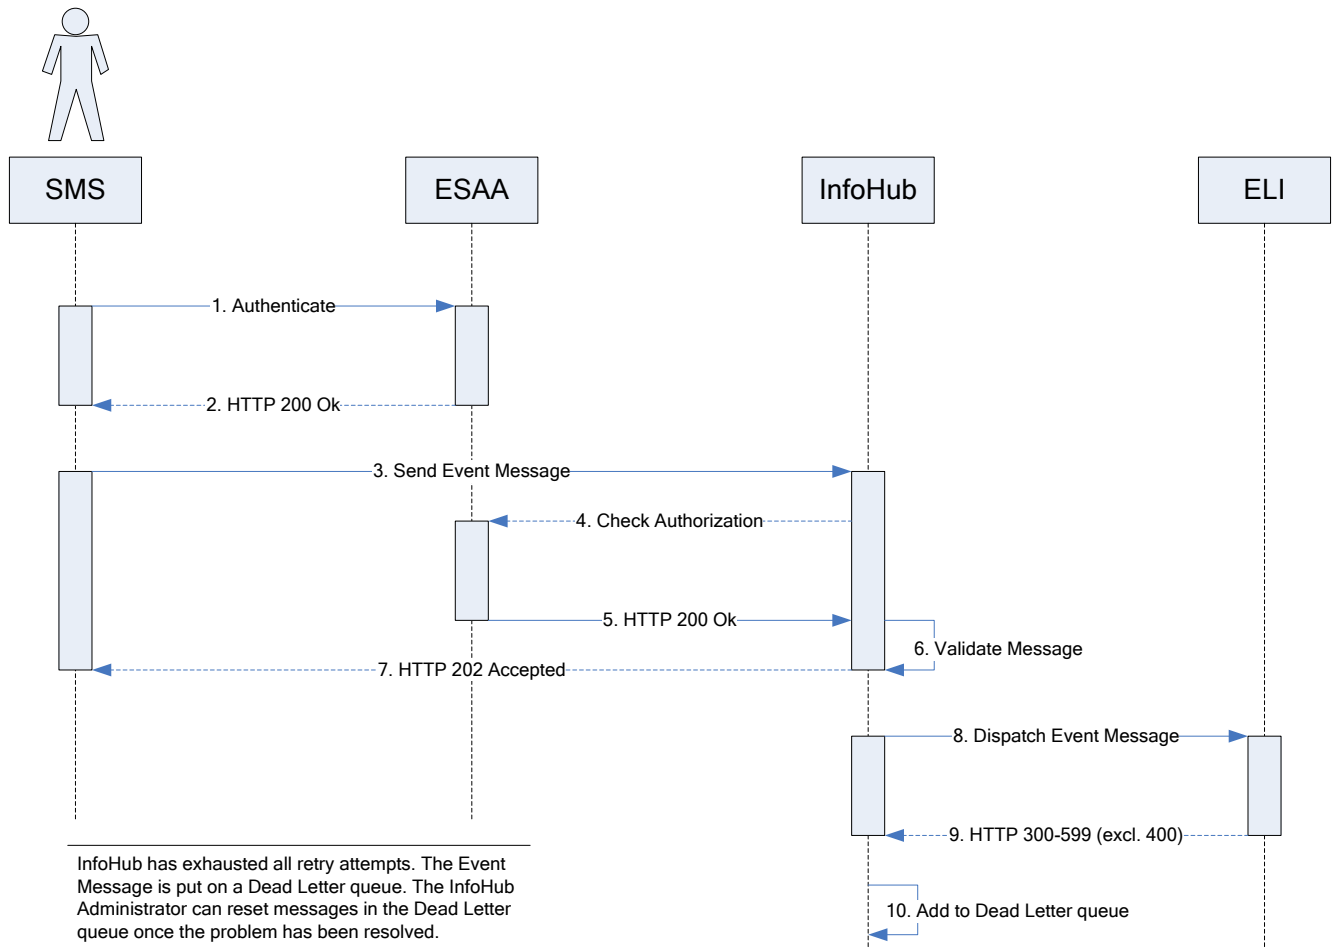 SMS
ESAA
InfoHub
ELI
1. Authenticate
2. HTTP 200 Ok
3. Send Event Message
4. Check Authorization
5. HTTP 200 Ok
6. Validate Message
7. HTTP 202 Accepted
8. Dispatch Event Message
9. HTTP 300-599 (excl. 400)
10. Add to Dead Letter queue
InfoHub has exhausted all retry attempts. The Event
Message is put on a Dead Letter queue. The InfoHub
Administrator can reset messages in the Dead Letter
queue once the problem has been resolved.